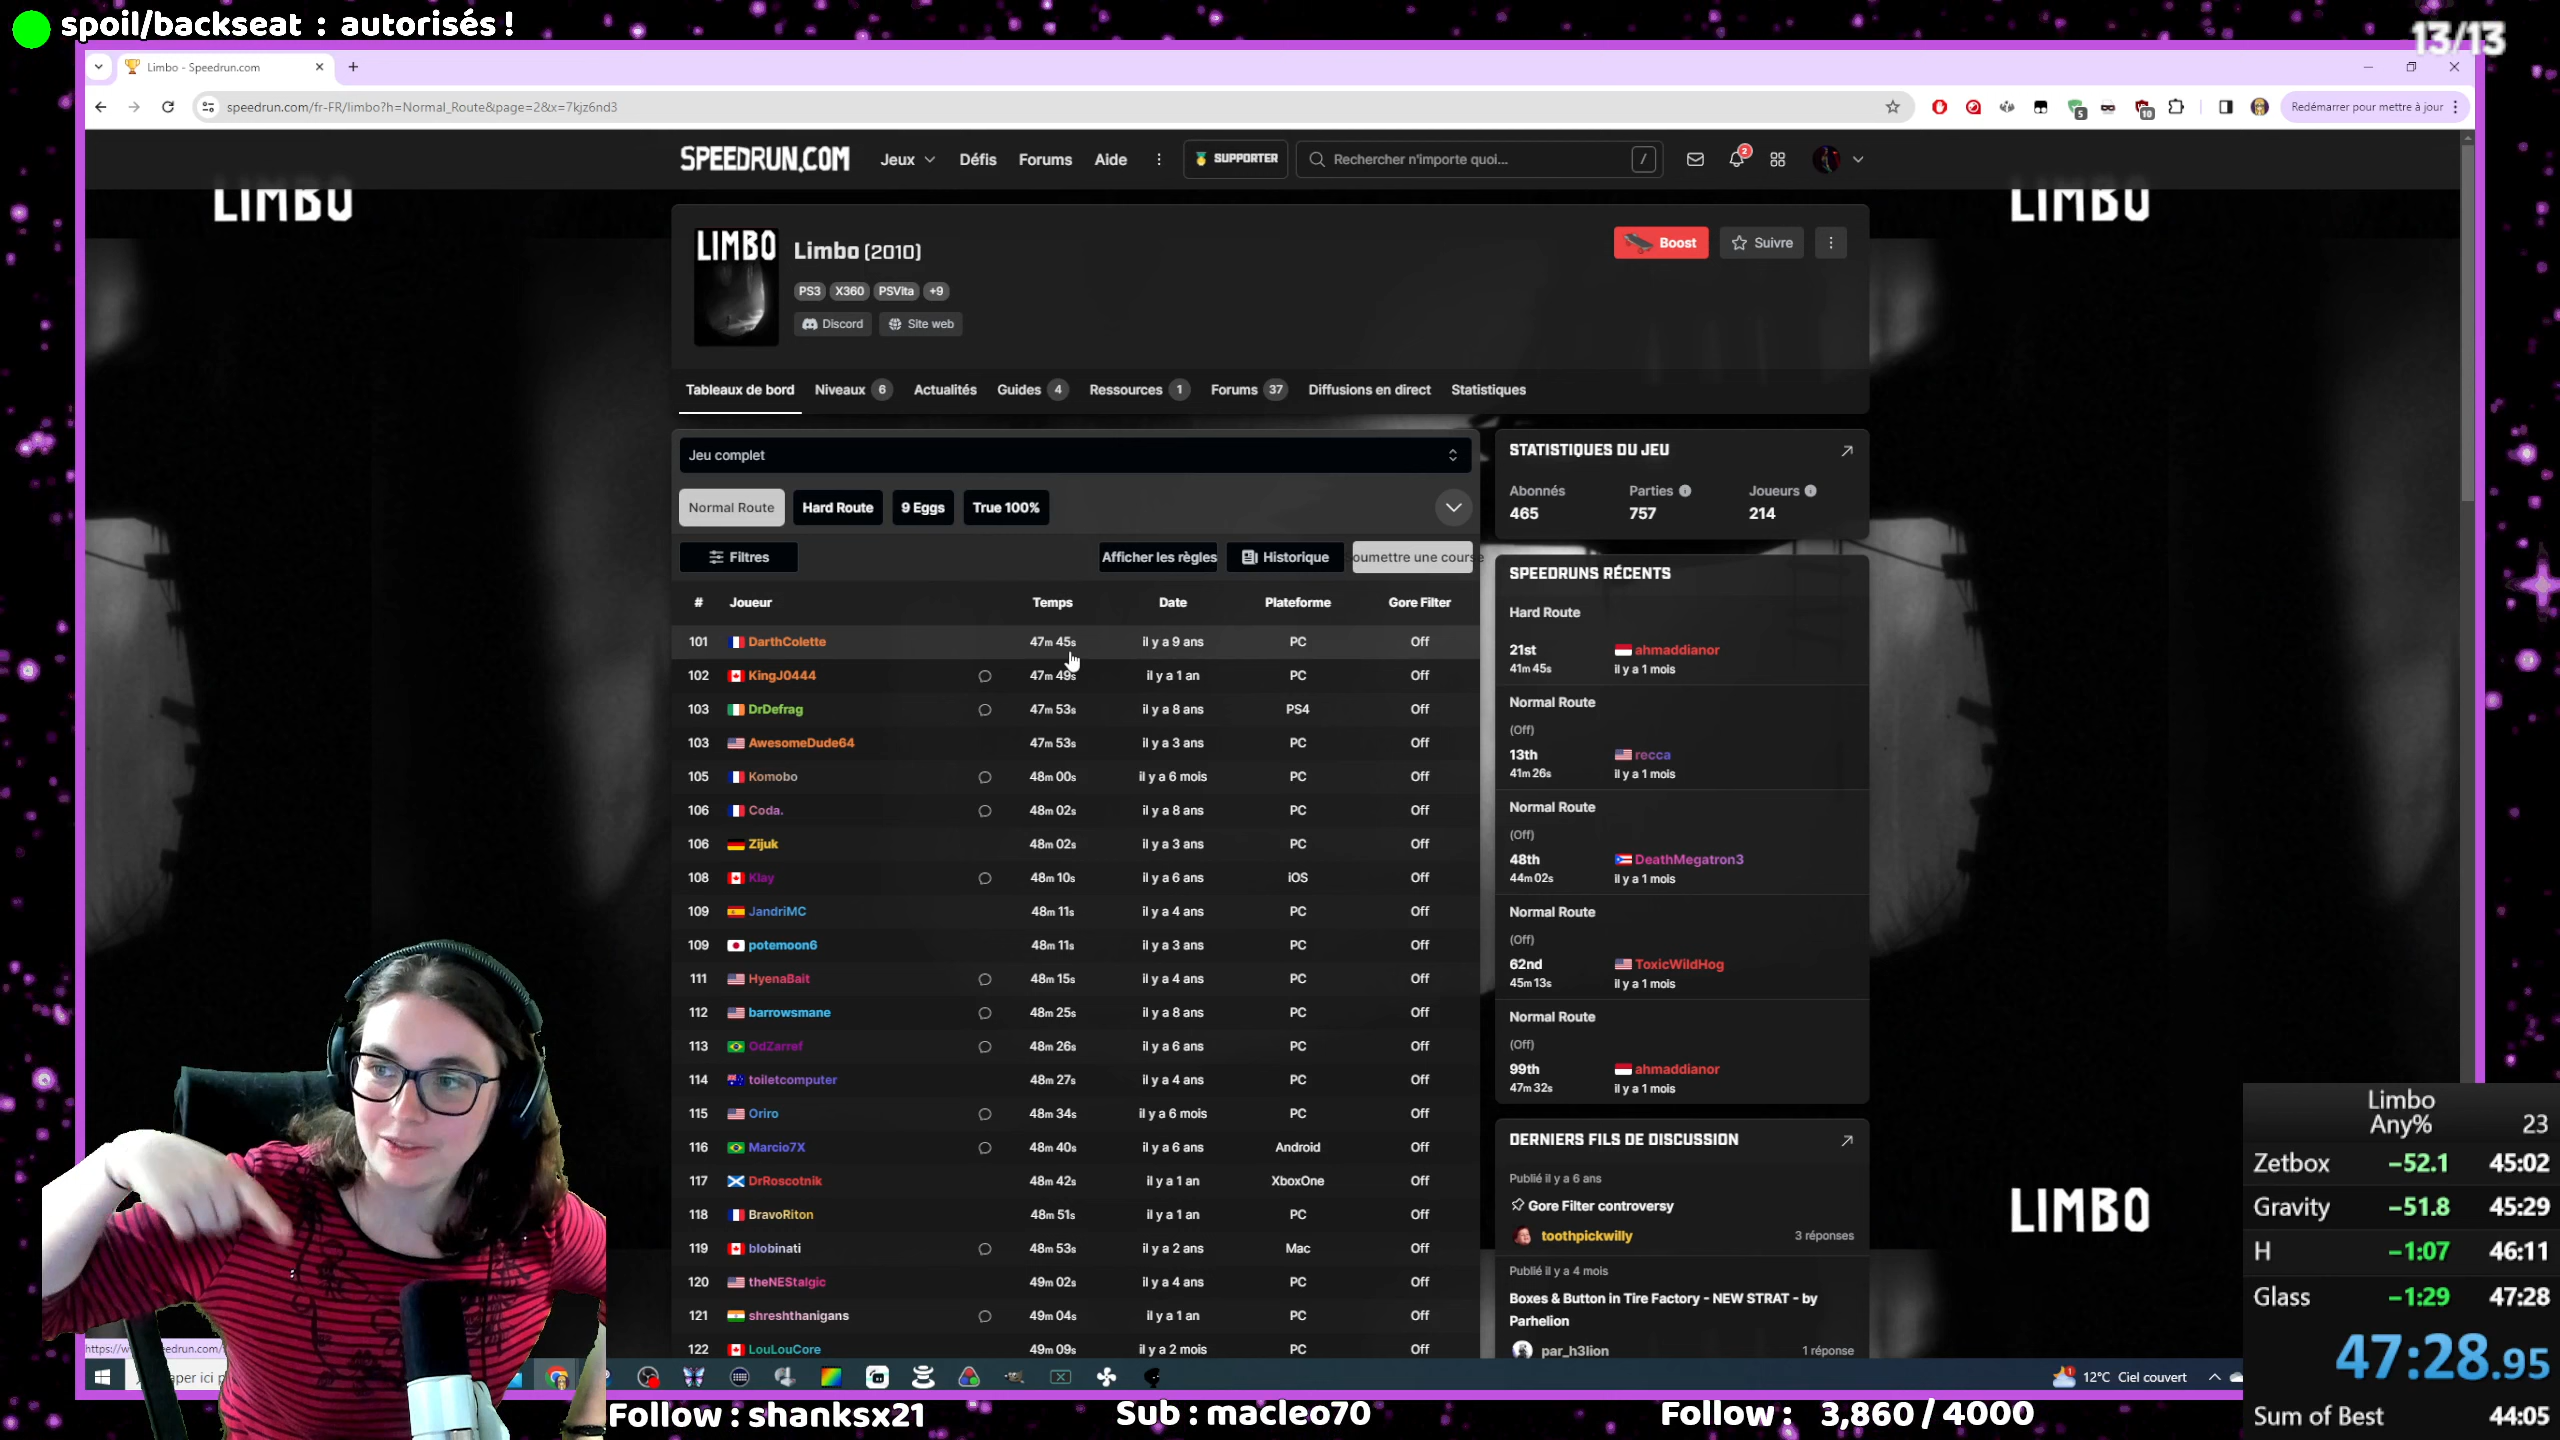 spoil/backseat : autorisés !
13/13
Limbo - Speedrun.com
speedrun.com/fr-FR/limbo?h=Normal_Route&page=2&x=7kjz6nd3
5
10
Redémarrer pour mettre à jour
SPEEDRUN.COM
Jeux
Défis
Forums
Aide
SUPPORTER
Rechercher n'importe quoi...
/
2
LIMBO
LIMBO
LIMBO
Limbo (2010)
Boost
Suivre
PS3 X360 PSVita +9
Discord
Site web
Tableaux de bord
Niveaux 6
Actualités
Guides 4
Ressources 1
Forums 37
Diffusions en direct
Statistiques
Jeu complet
Normal Route
Hard Route
9 Eggs
True 100%
Filtres
Afficher les règles
Historique
oumettre une course
# Joueur Temps Date Plateforme Gore Filter
101 DarthColette 47m 45s il y a 9 ans PC Off
102 KingJ0444 47m 49s il y a 1 an PC Off
103 DrDefrag 47m 53s il y a 8 ans PS4 Off
103 AwesomeDude64 47m 53s il y a 3 ans PC Off
105 Komobo 48m 00s il y a 6 mois PC Off
106 Coda. 48m 02s il y a 8 ans PC Off
106 Zijuk 48m 02s il y a 3 ans PC Off
108 Klay 48m 10s il y a 6 ans iOS Off
109 JandriMC 48m 11s il y a 4 ans PC Off
109 potemoon6 48m 11s il y a 3 ans PC Off
111 HyenaBait 48m 15s il y a 4 ans PC Off
112 barrowsmane 48m 25s il y a 8 ans PC Off
113 OdZarref 48m 26s il y a 6 ans PC Off
114 toiletcomputer 48m 27s il y a 4 ans PC Off
115 Oriro 48m 34s il y a 6 mois PC Off
116 Marcio7X 48m 40s il y a 6 ans Android Off
117 DrRoscotnik 48m 42s il y a 1 an XboxOne Off
118 BravoRiton 48m 51s il y a 1 an PC Off
119 blobinati 48m 53s il y a 2 ans Mac Off
120 theNEStalgic 49m 02s il y a 4 ans PC Off
121 shreshthanigans 49m 04s il y a 1 an PC Off
122 LouLouCore 49m 09s il y a 2 mois PC Off
STATISTIQUES DU JEU
Abonnés Parties Joueurs
465 757 214
SPEEDRUNS RÉCENTS
Hard Route
21st ahmaddianor
41m 45s il y a 1 mois
Normal Route
(Off)
13th recca
41m 26s il y a 1 mois
Normal Route
(Off)
48th DeathMegatron3
44m 02s il y a 1 mois
Normal Route
(Off)
62nd ToxicWildHog
45m 13s il y a 1 mois
Normal Route
(Off)
99th ahmaddianor
47m 32s il y a 1 mois
DERNIERS FILS DE DISCUSSION
Publié il y a 6 ans
Gore Filter controversy
toothpickwilly 3 réponses
Publié il y a 4 mois
Boxes & Button in Tire Factory - NEW STRAT - by
Parhelion
par_h3lion 1 réponse
LIMBO
Limbo
Any% 23
Zetbox −52.1 45:02
Gravity −51.8 45:29
H −1:07 46:11
Glass −1:29 47:28
47:28.95
Sum of Best 44:05
https://w
eedrun.com/
aper ici p
12°C Ciel couvert
Follow : shanksx21
Sub : macleo70
Follow : 3,860 / 4000